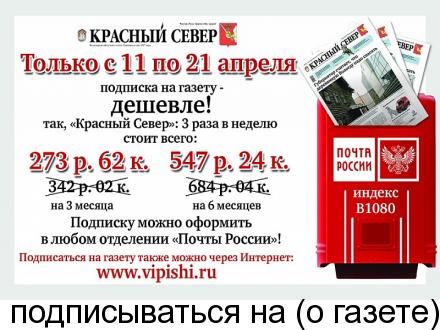 КРАСНЫЙ СЕВЕР
Только с 11 по 21 апреля
подписка на газету -
дешевле!
так, «Красный Север»: 3 раза в неделю
стоит всего:
273 р. 62 к. 547 р. 24 к.
342 р. 02 к. 684 р. 04 к.
на 3 месяца на 6 месяцев
Подписку можно оформить
в любом отделении «Почты России»!
Подписаться на газету также можно через Интернет:
www.vipishi.ru
КРАСНЫЙ СЕВЕР
ПОЧТА
РОССИИ
индекс
В1080
подписываться на (о газете)